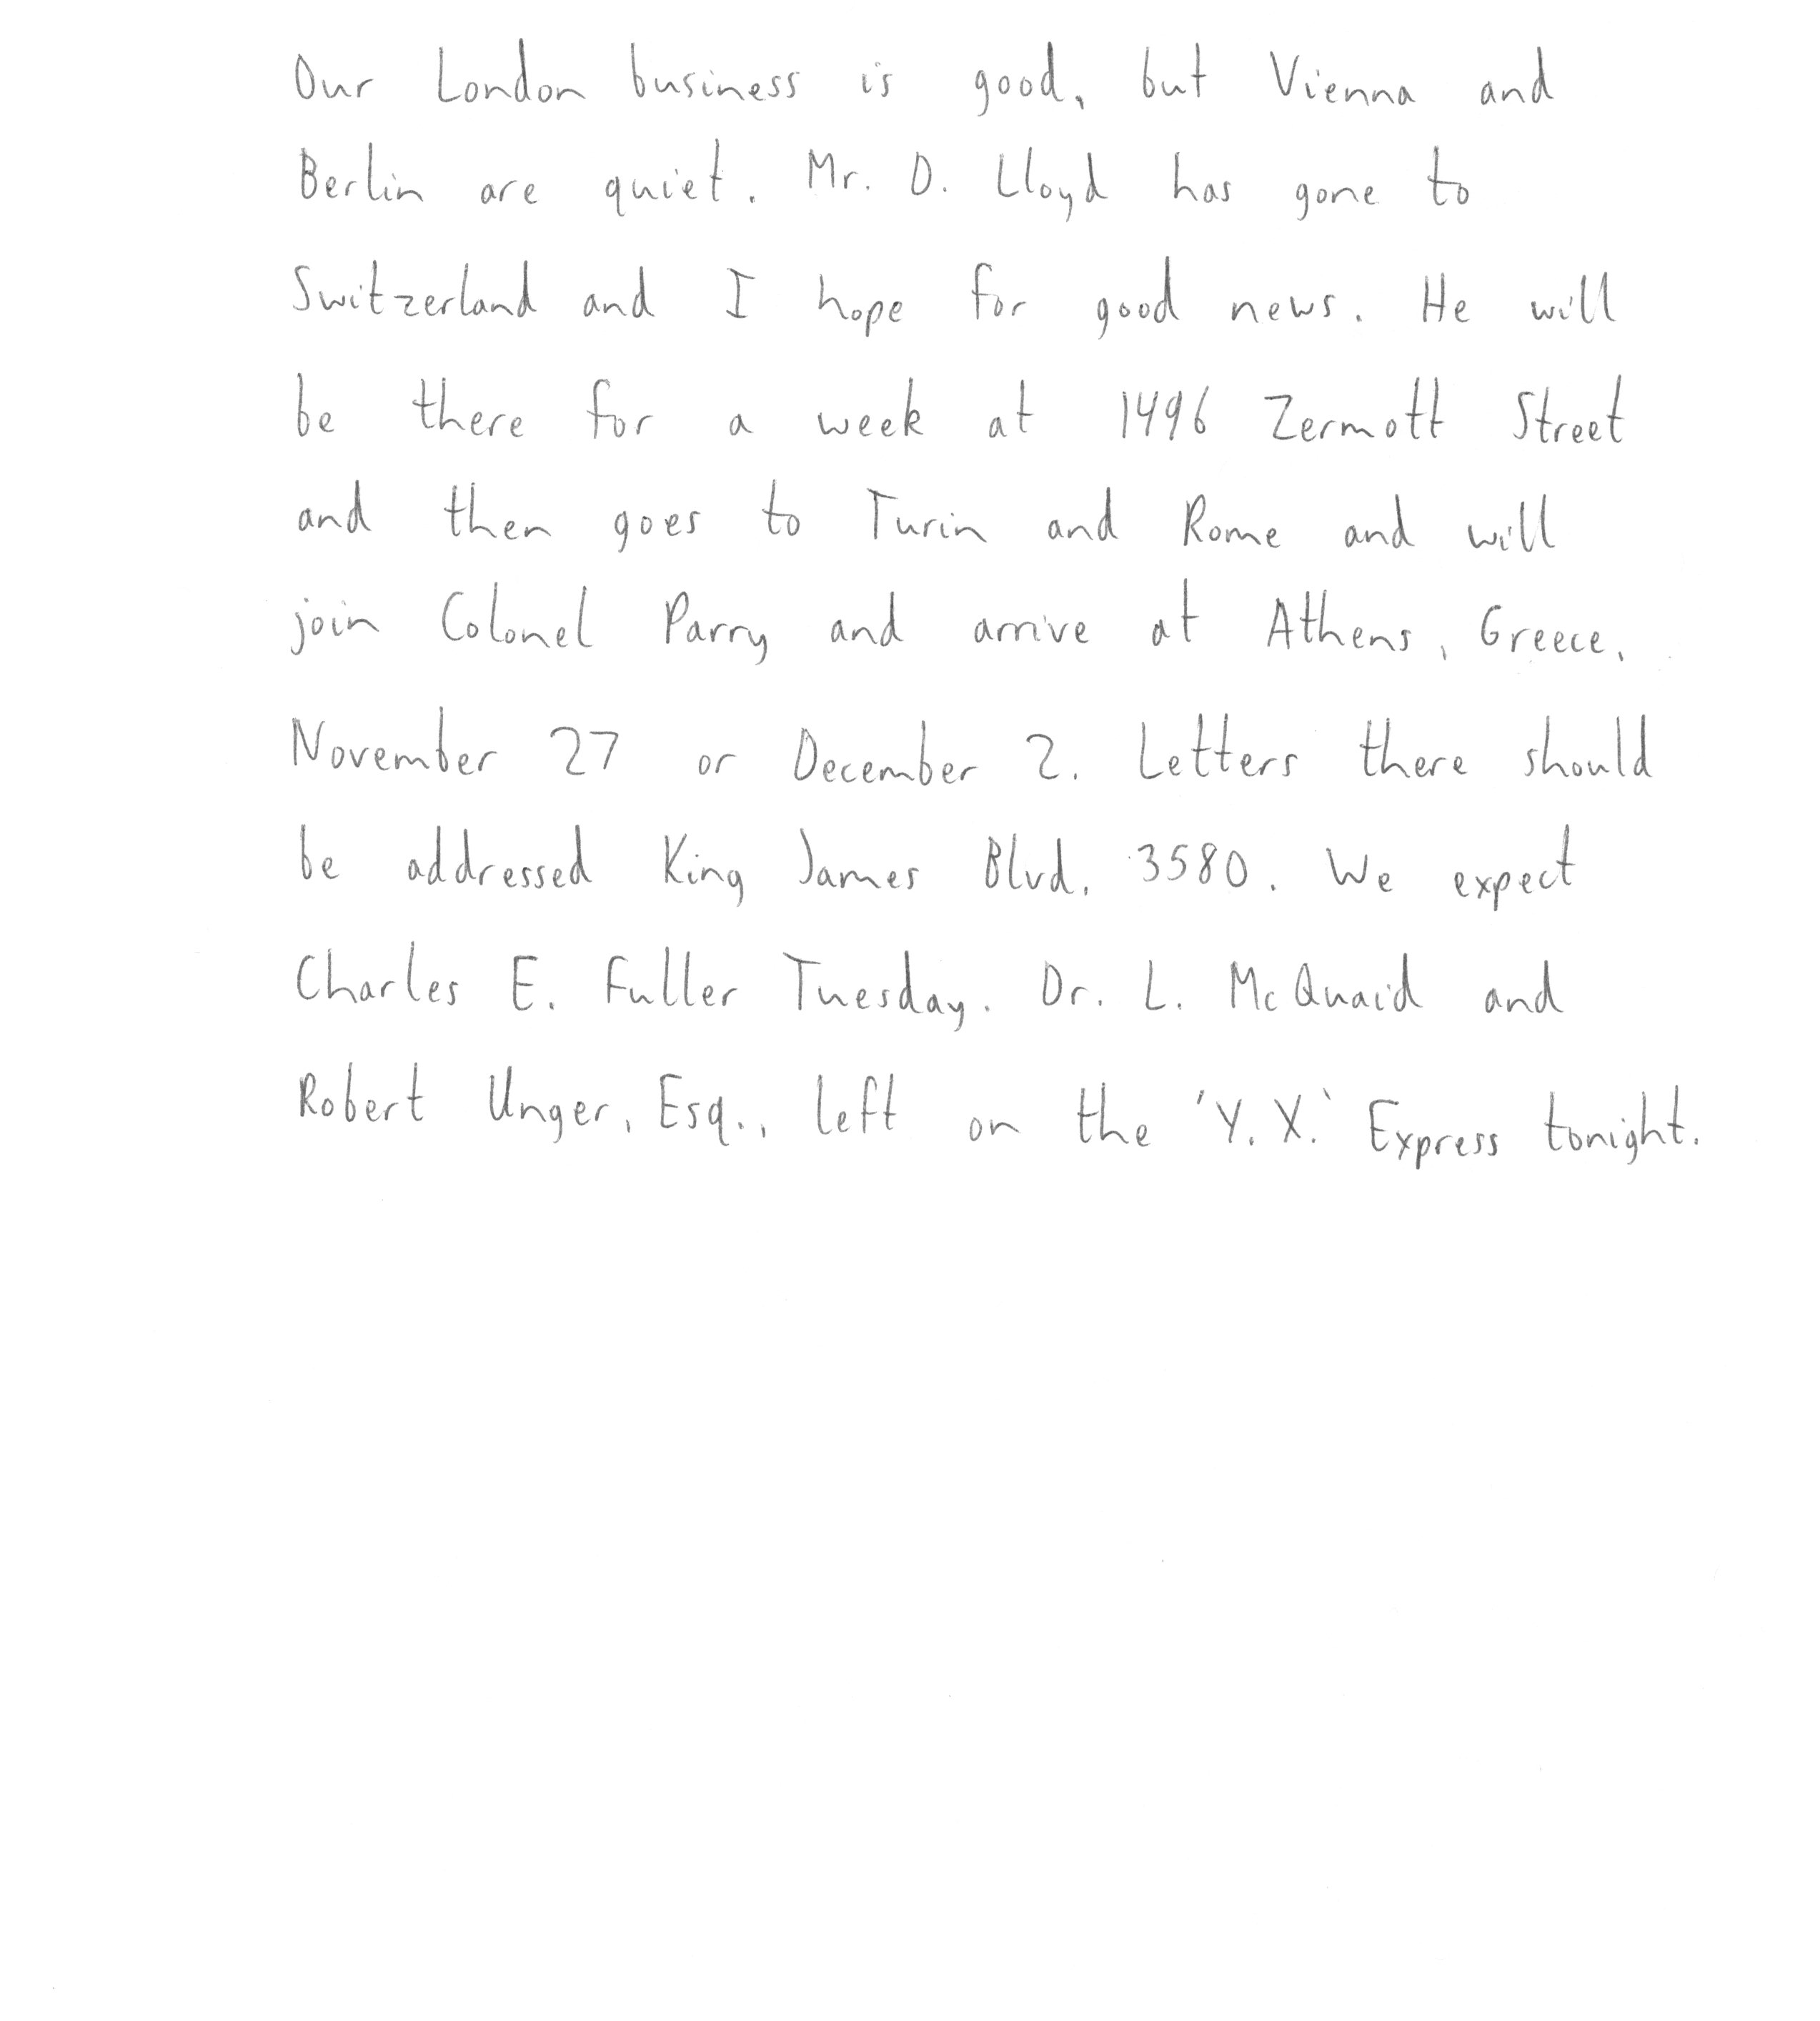 Our London business is good, but Vienna and
Berlin are quiet. Mr. D. Lloyd has gone to
Switzerland and I hope for good news. He will
be there for a week at 1496 Zermott Street
and then goes to Turin and Rome and will
join Colonel Parry and arrive at Athens, Greece,
November 27 or December 2. Letters there should
be addressed King James Blvd. 3580. We expect
Charles E. Fuller Tuesday. Dr. L. McQuaid and
Robert Unger, Esq., left on the 'Y. X.' Express tonight.